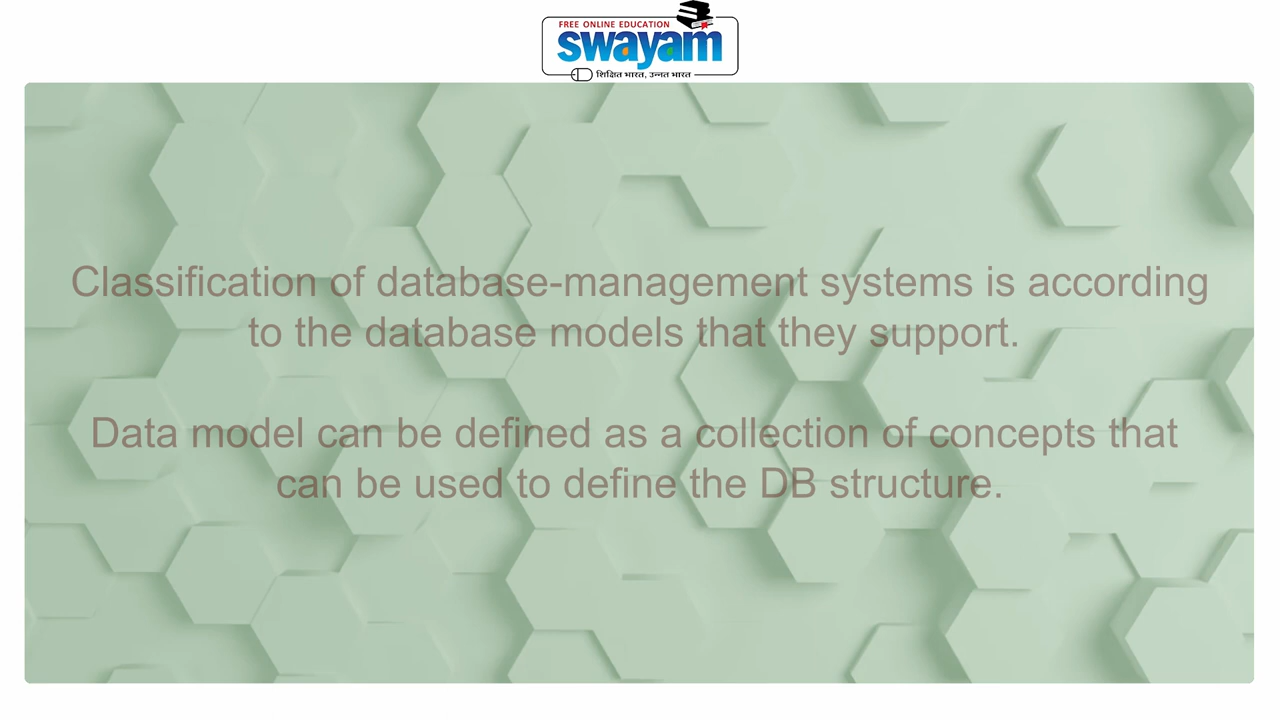 FREE ONLINE EDUCATION
swayam
शिक्षित भारत, उन्नत भारत
Classification of database-management systems is according
to the database models that they support.
Data model can be defined as a collection of concepts that
can be used to define the DB structure.